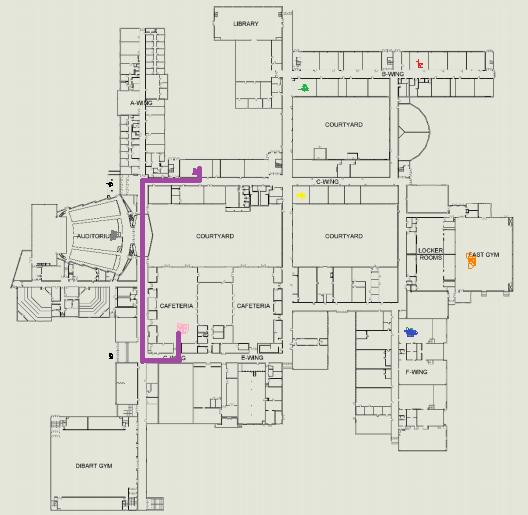 LIBRARY
B-WING
A-WING
COURTYARD
C-WING
AUDITORIUM
COURTYARD
COURTYARD
LOCKER
ROOMS
EAST GYM
CAFETERIA
CAFETERIA
E-WING
F-WING
DIBART GYM